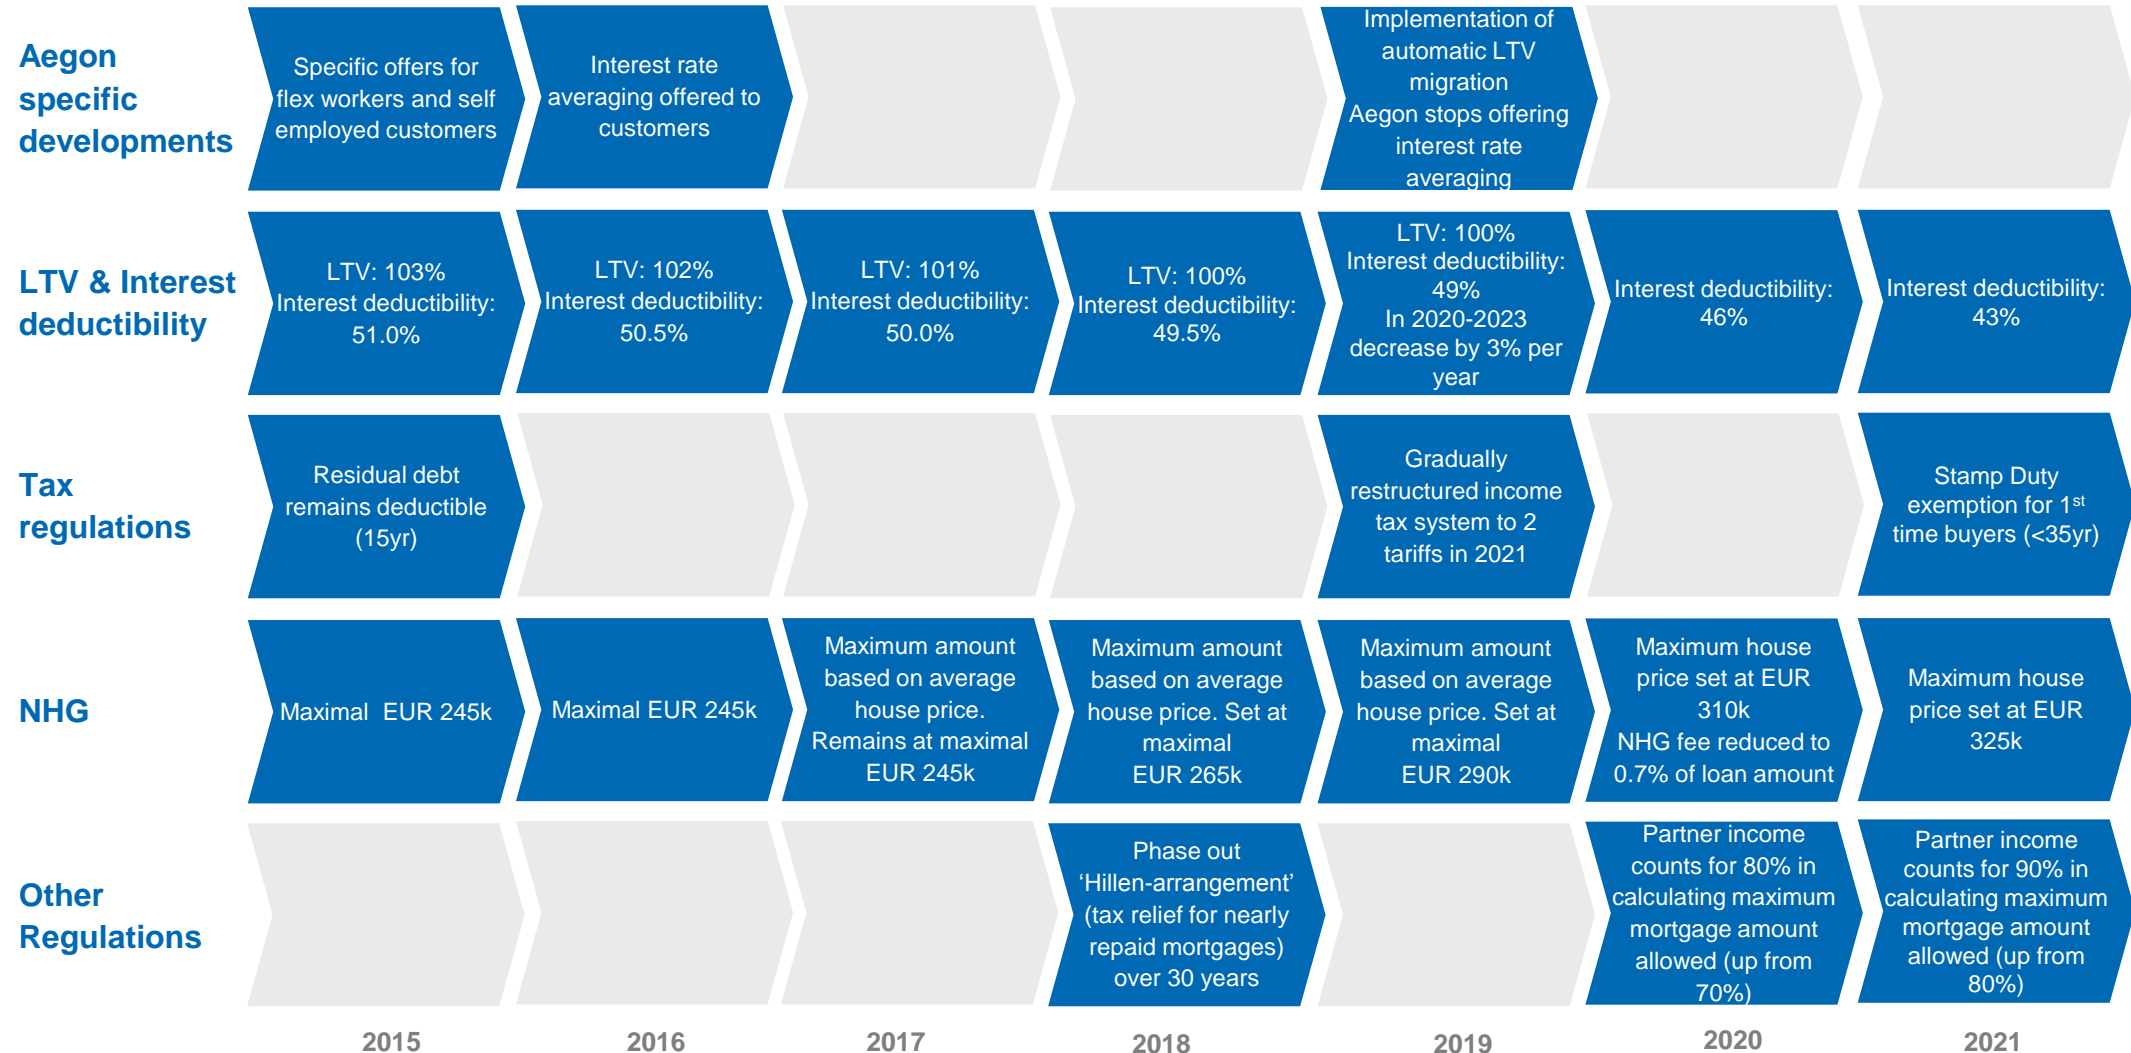 Aegon
specific
developments
Specific offers for
flex workers and self
employed customers
Interest rate
averaging offered to
customers
Implementation of
automatic LTV
migration
Aegon stops offering
interest rate
averaging
LTV & Interest
deductibility
LTV: 103%
Interest deductibility:
51.0%
LTV: 102%
Interest deductibility:
50.5%
LTV: 101%
Interest deductibility:
50.0%
LTV: 100%
Interest deductibility:
49.5%
LTV: 100%
Interest deductibility:
49%
In 2020-2023
decrease by 3% per
year
Interest deductibility:
46%
Interest deductibility:
43%
Tax
regulations
Residual debt
remains deductible
(15yr)
Gradually
restructured income
tax system to 2
tariffs in 2021
Stamp Duty
exemption for 1st
time buyers (<35yr)
NHG
Maximal  EUR 245k
Maximal EUR 245k
Maximum amount
based on average
house price.
Remains at maximal
EUR 245k
Maximum amount
based on average
house price. Set at
maximal
EUR 265k
Maximum amount
based on average
house price. Set at
maximal
EUR 290k
Maximum house
price set at EUR
310k
NHG fee reduced to
0.7% of loan amount
Maximum house
price set at EUR
325k
Other
Regulations
Phase out
‘Hillen-arrangement’
(tax relief for nearly
repaid mortgages)
over 30 years
Partner income
counts for 80% in
calculating maximum
mortgage amount
allowed (up from
70%)
Partner income
counts for 90% in
calculating maximum
mortgage amount
allowed (up from
80%)
2015
2016
2017
2018
2019
2020
2021